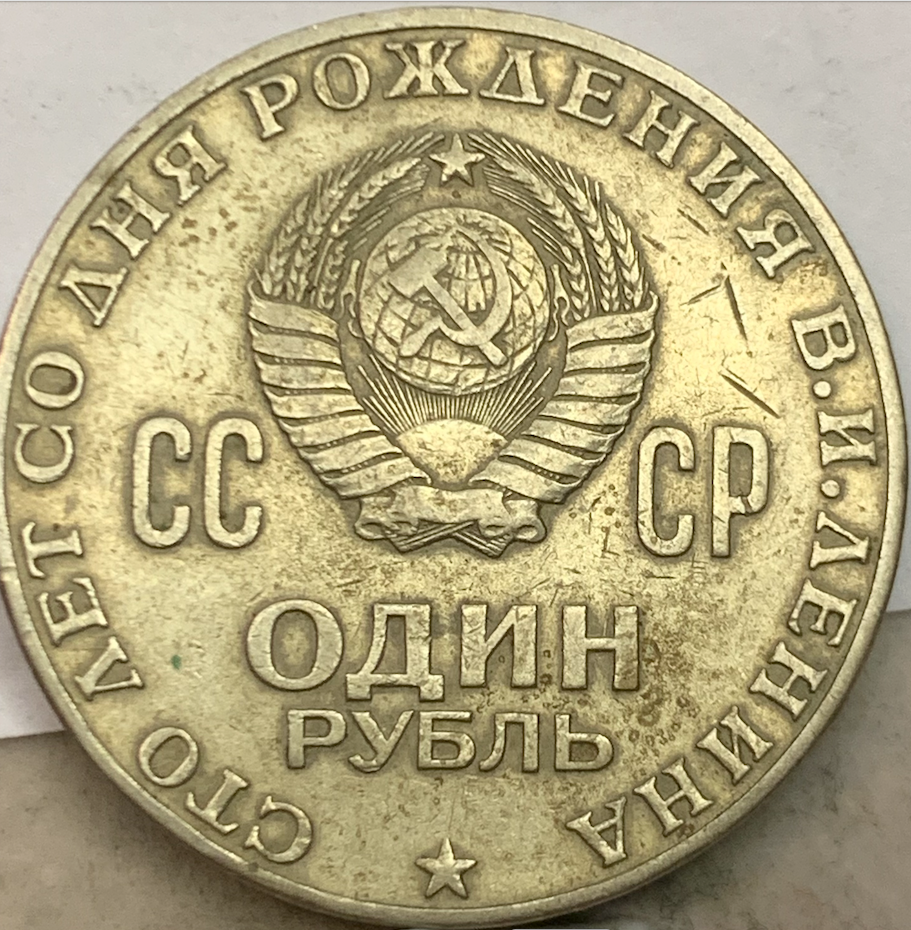 СТО ЛЕТ СО ДНЯ РОЖДЕНИЯ В.И.ЛЕНИНА
СС СР
ОДИН
РУБЛЬ